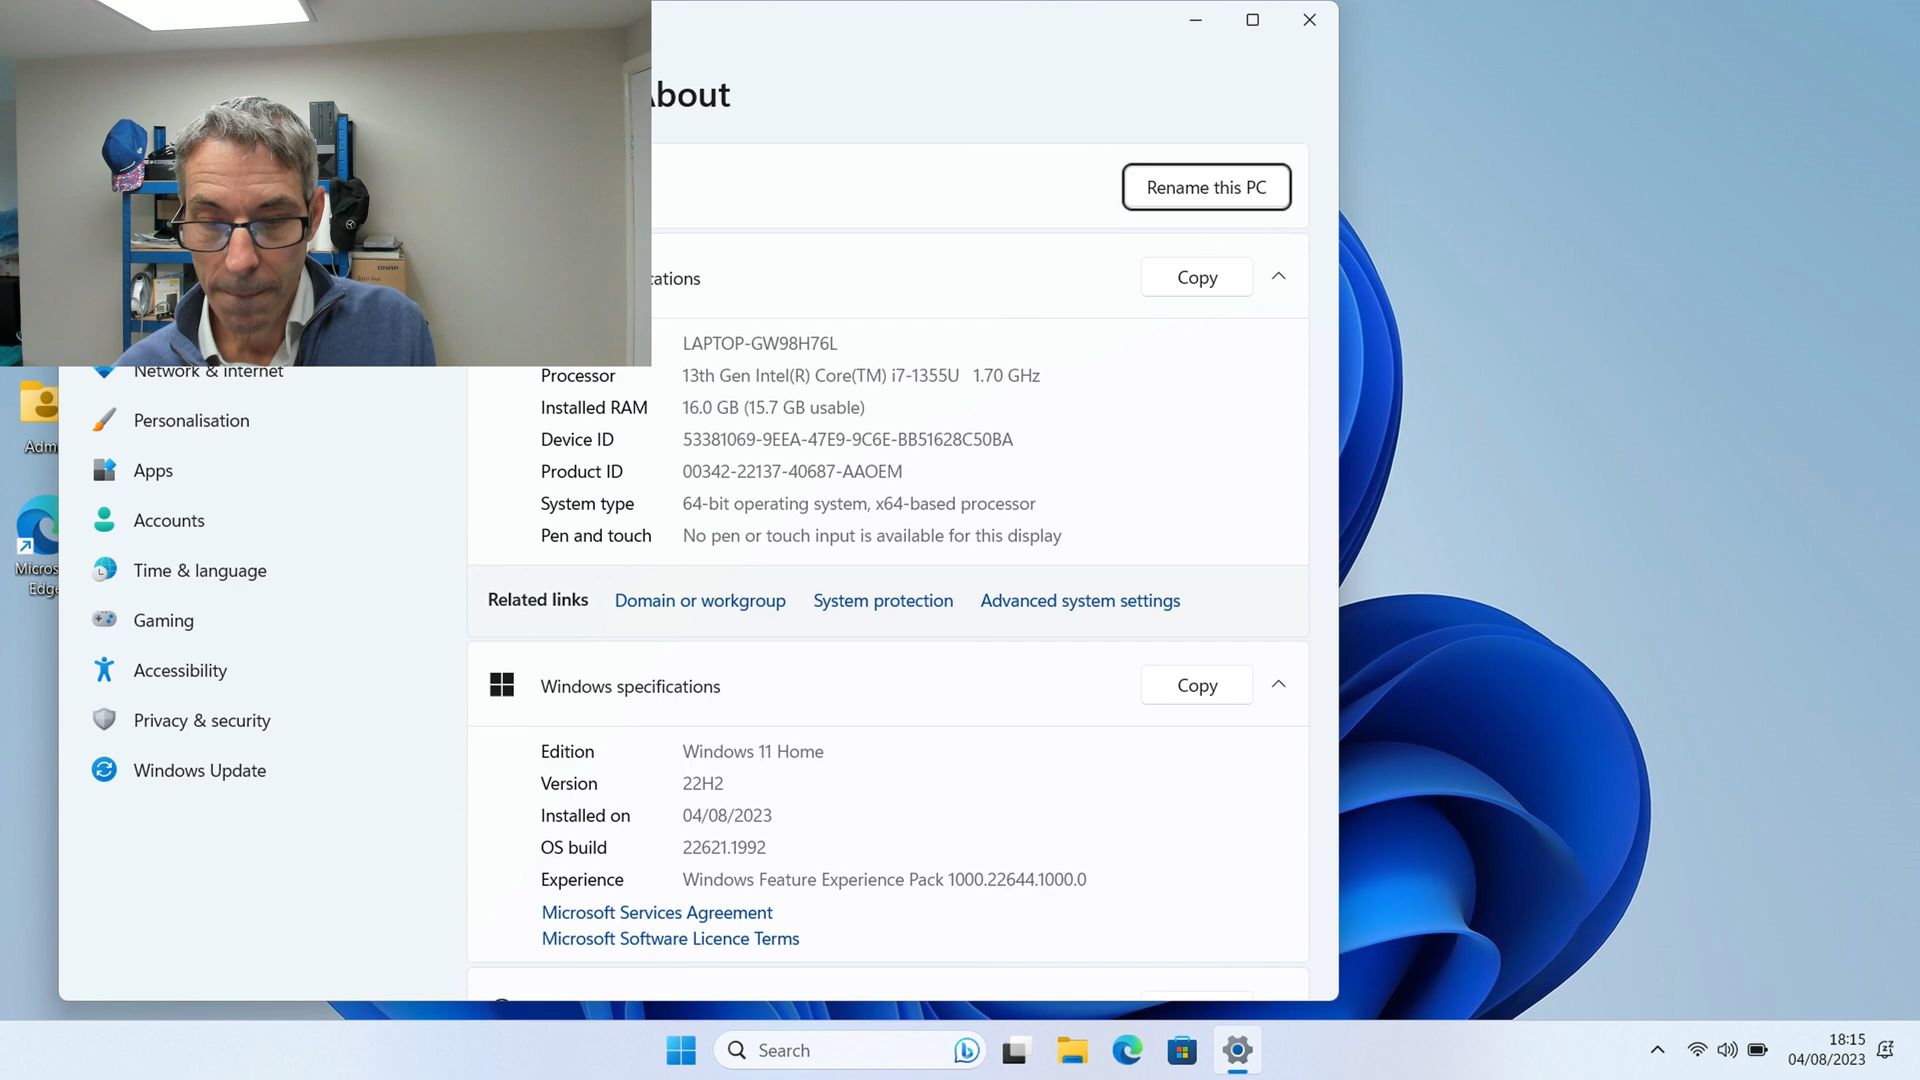 About
Rename this PC
cations
Copy
LAPTOP-GW98H76L
Processor 13th Gen Intel(R) Core(TM) i7-1355U 1.70 GHz
Installed RAM 16.0 GB (15.7 GB usable)
Device ID 53381069-9EEA-47E9-9C6E-BB51628C50BA
Product ID 00342-22137-40687-AAOEM
System type 64-bit operating system, x64-based processor
Pen and touch No pen or touch input is available for this display
Related links Domain or workgroup System protection Advanced system settings
Windows specifications
Copy
Edition Windows 11 Home
Version 22H2
Installed on 04/08/2023
OS build 22621.1992
Experience Windows Feature Experience Pack 1000.22644.1000.0
Microsoft Services Agreement
Microsoft Software Licence Terms
Network & internet
Personalisation
Apps
Accounts
Time & language
Gaming
Accessibility
Privacy & security
Windows Update
Adm
Micros
Edge
QNAP
Search
18:15
04/08/2023